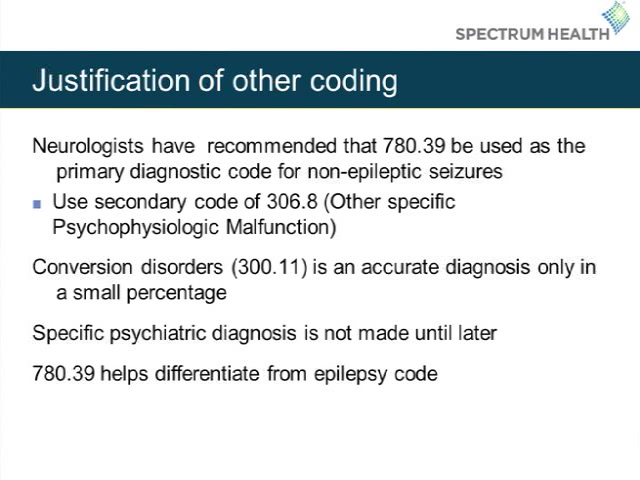 SPECTRUM HEALTH
Justification of other coding
Neurologists have recommended that 780.39 be used as the
primary diagnostic code for non-epileptic seizures
Use secondary code of 306.8 (Other specific
Psychophysiologic Malfunction)
Conversion disorders (300.11) is an accurate diagnosis only in
a small percentage
Specific psychiatric diagnosis is not made until later
780.39 helps differentiate from epilepsy code